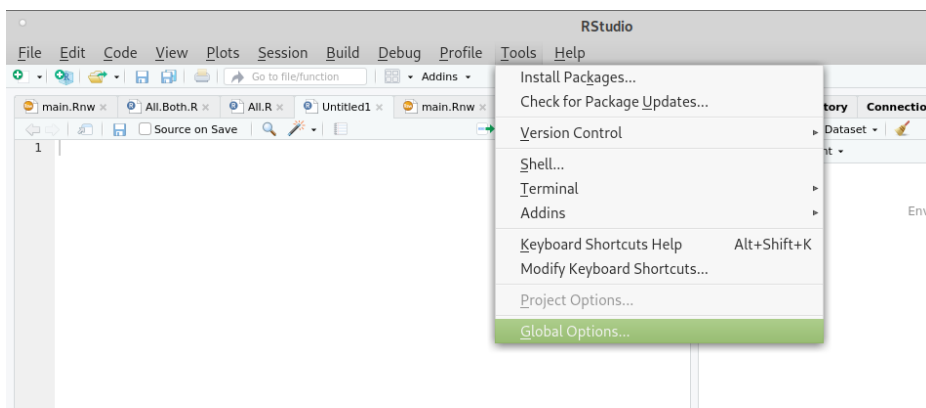 RStudio
File Edit Code View Plots Session Build Debug Profile Tools Help
Go to file/function Addins
main.Rnw All.Both.R All.R Untitled1 main.Rnw tory Connectio
Source on Save Dataset
1 nt
Install Packages...
Check for Package Updates...
Version Control
Shell...
Terminal
Addins
Env
Keyboard Shortcuts Help Alt+Shift+K
Modify Keyboard Shortcuts...
Project Options...
Global Options...